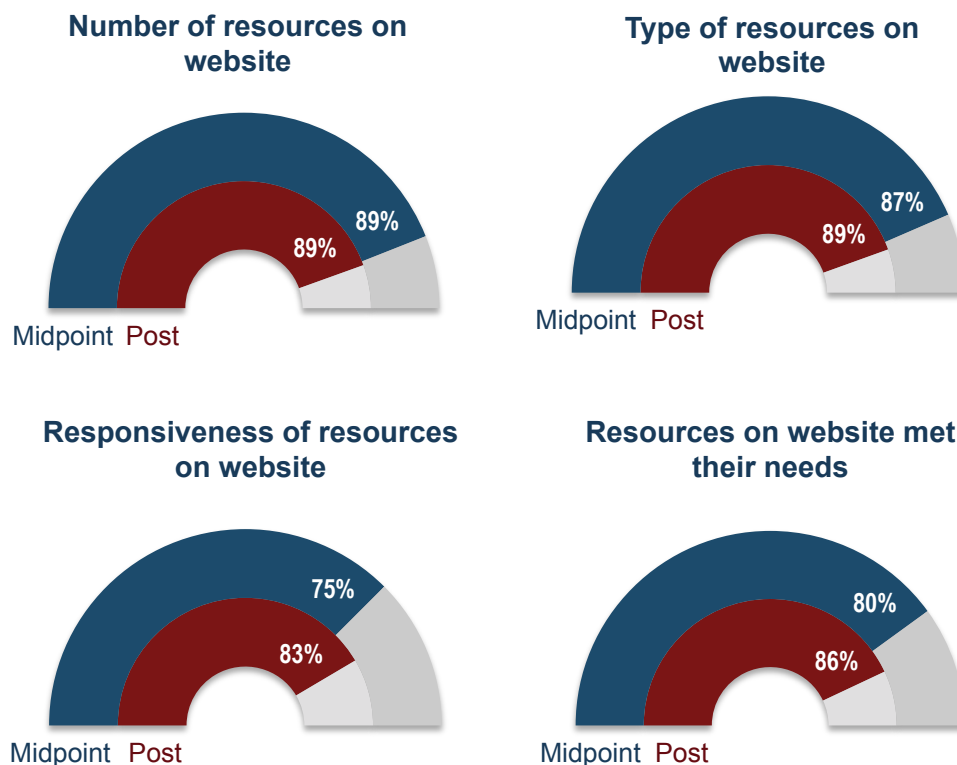 Number of resources on
website
89%
89%
Midpoint Post
Type of resources on
website
87%
89%
Midpoint Post
Responsiveness of resources
on website
75%
83%
Midpoint Post
Resources on website met
their needs
80%
86%
Midpoint Post